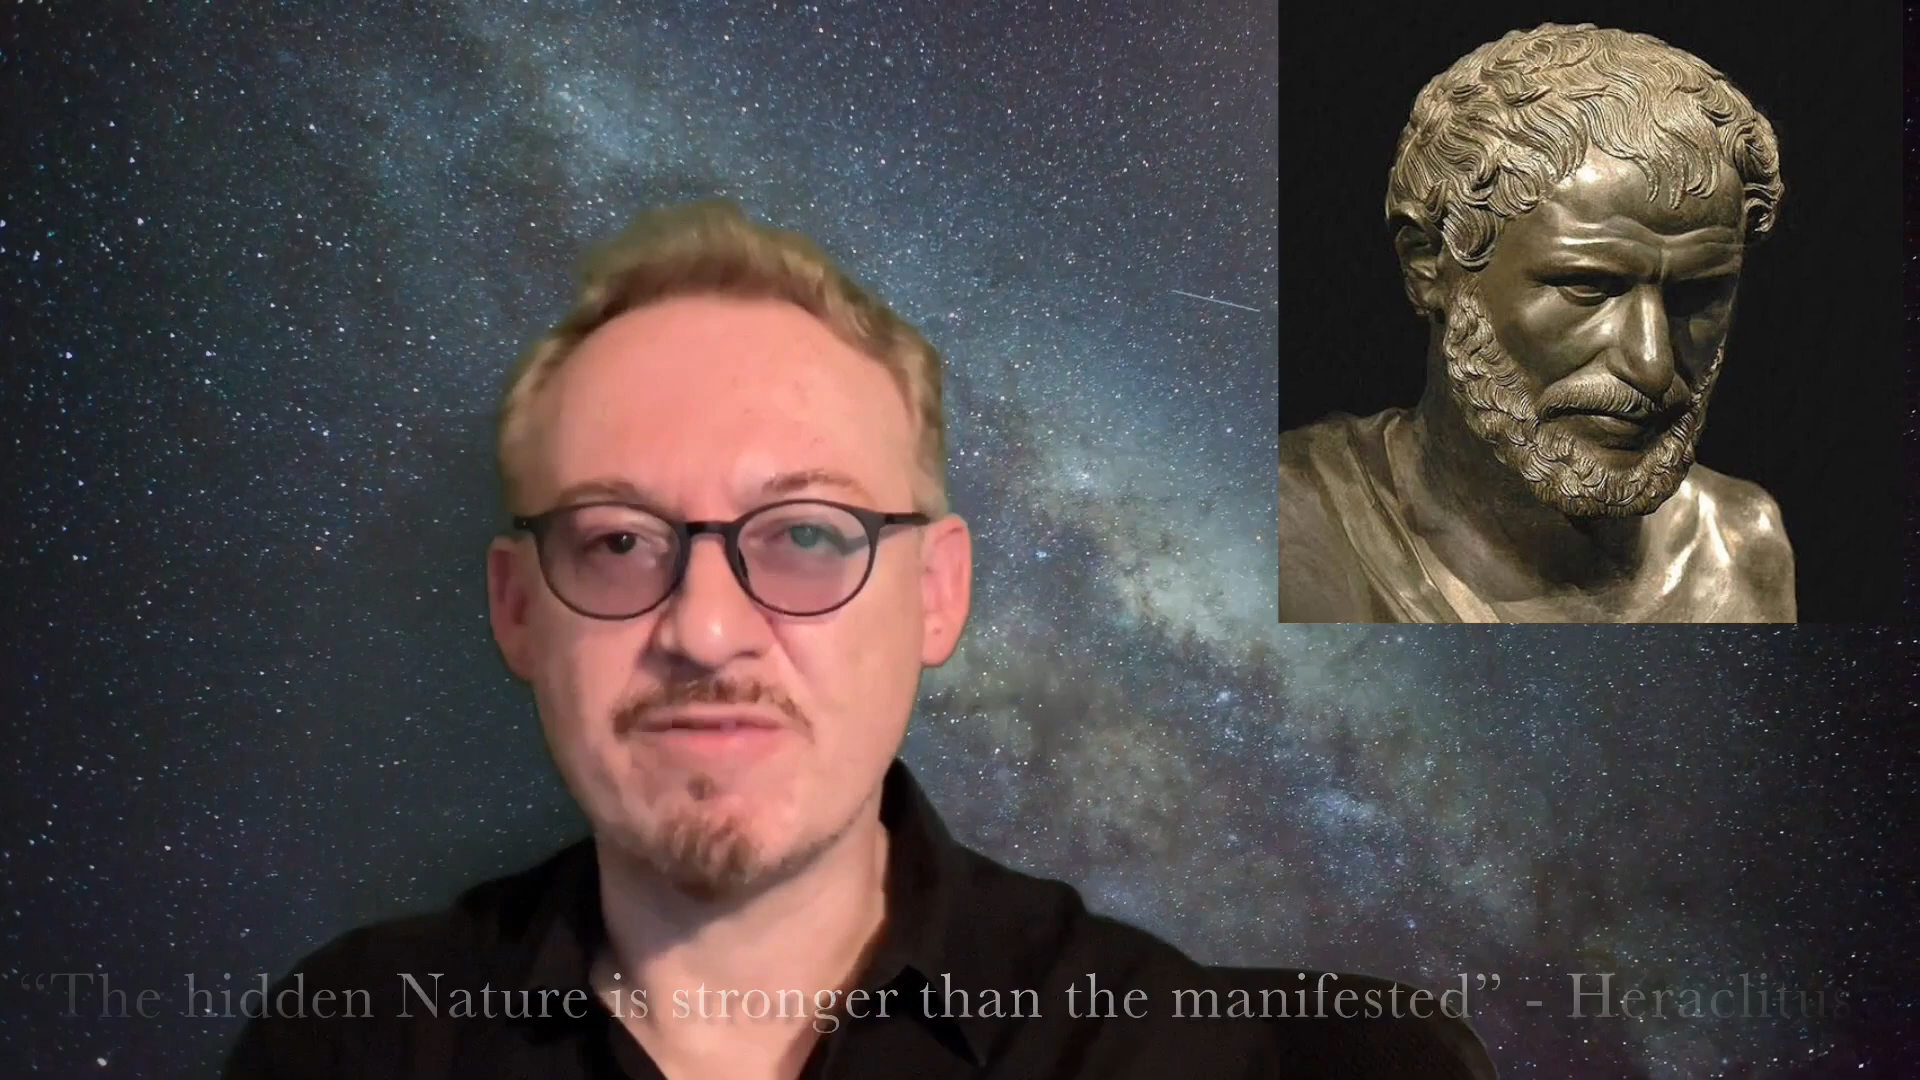 “The hidden Nature is stronger than the manifested” - Heraclitus